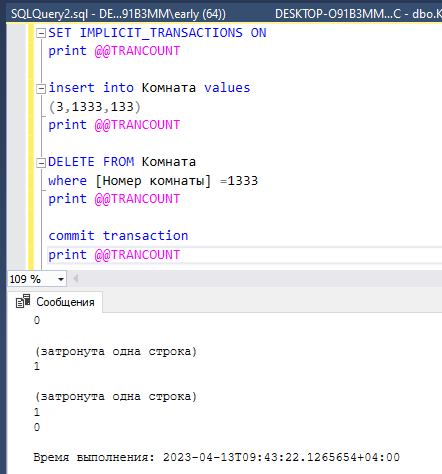 SQLQuery2.sql - DE...91B3MM\early (64))
DESKTOP-O91B3MM...C - dbo.K
SET IMPLICIT_TRANSACTIONS ON
print @@TRANCOUNT
insert into Комната values
(3,1333,133)
print @@TRANCOUNT
DELETE FROM Комната
where [Номер комнаты] =1333
print @@TRANCOUNT
commit transaction
print @@TRANCOUNT
109 %
Сообщения
0
(затронута одна строка)
1
(затронута одна строка)
1
0
Время выполнения: 2023-04-13T09:43:22.1265654+04:00